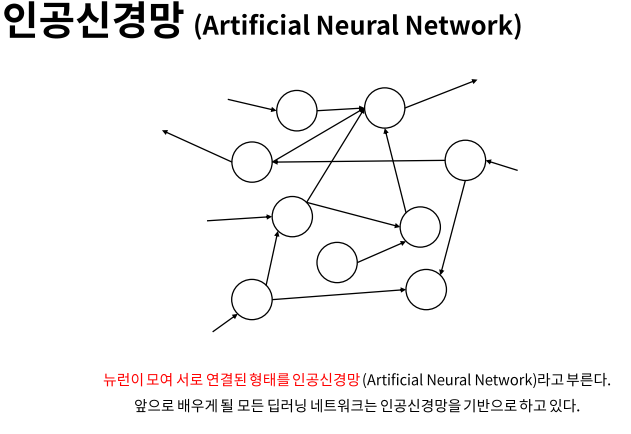 인공신경망 (Artificial Neural Network)
뉴런이 모여 서로 연결된 형태를 인공신경망(Artificial Neural Network)라고 부른다.
앞으로 배우게 될 모든 딥러닝 네트워크는 인공신경망을 기반으로 하고 있다.